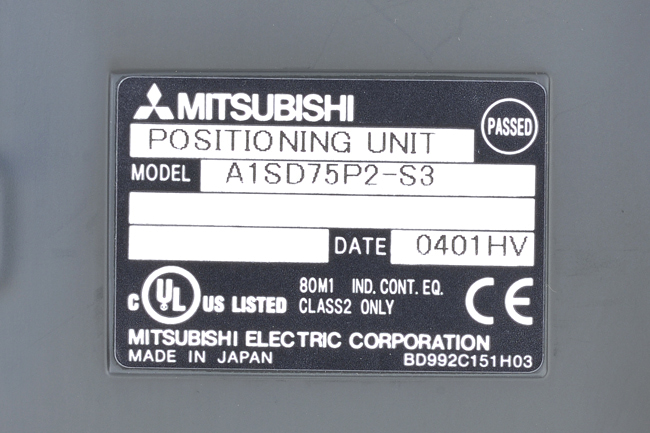 MITSUBISHI
PASSED
POSITIONING UNIT
MODEL A1SD75P2-S3
DATE 0401HV
C UL US LISTED 80M1 IND. CONT. EQ.
CLASS2 ONLY
CE
MITSUBISHI ELECTRIC CORPORATION
MADE IN JAPAN BD992C151H03